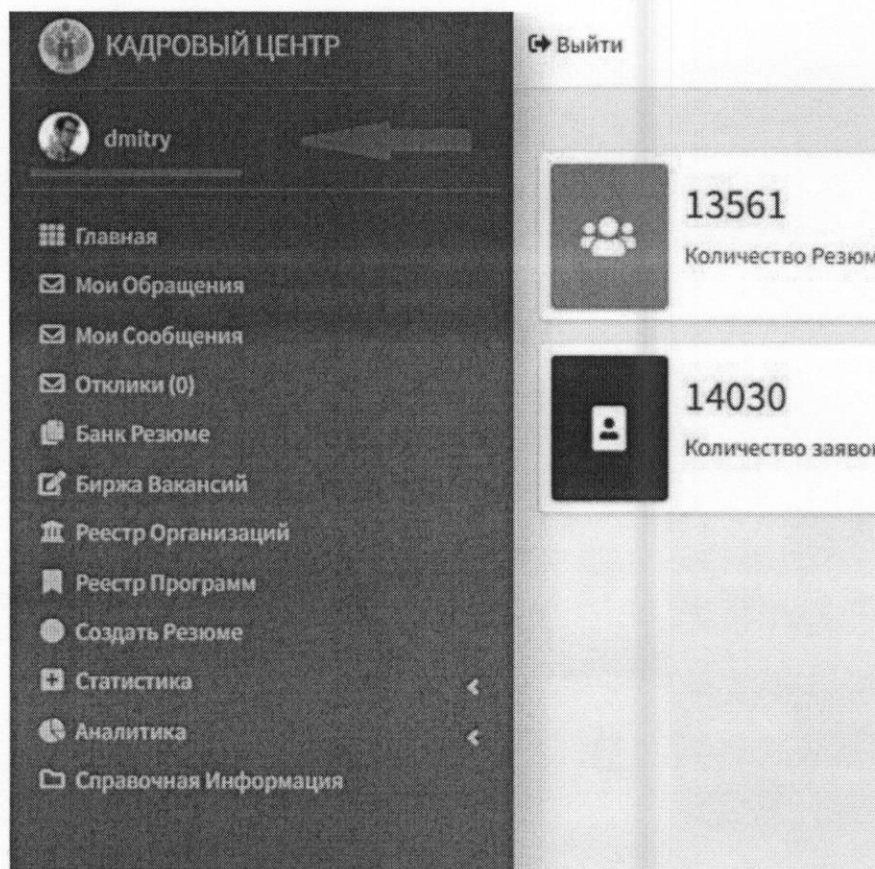 КАДРОВЫЙ ЦЕНТР
Выйти
dmitry
Главная
Мои Обращения
Мои Сообщения
Отклики (0)
Банк Резюме
Биржа Вакансий
Реестр Организаций
Реестр Программ
Создать Резюме
Статистика
Аналитика
Справочная Информация
13561
Количество Резюм
14030
Количество заявок